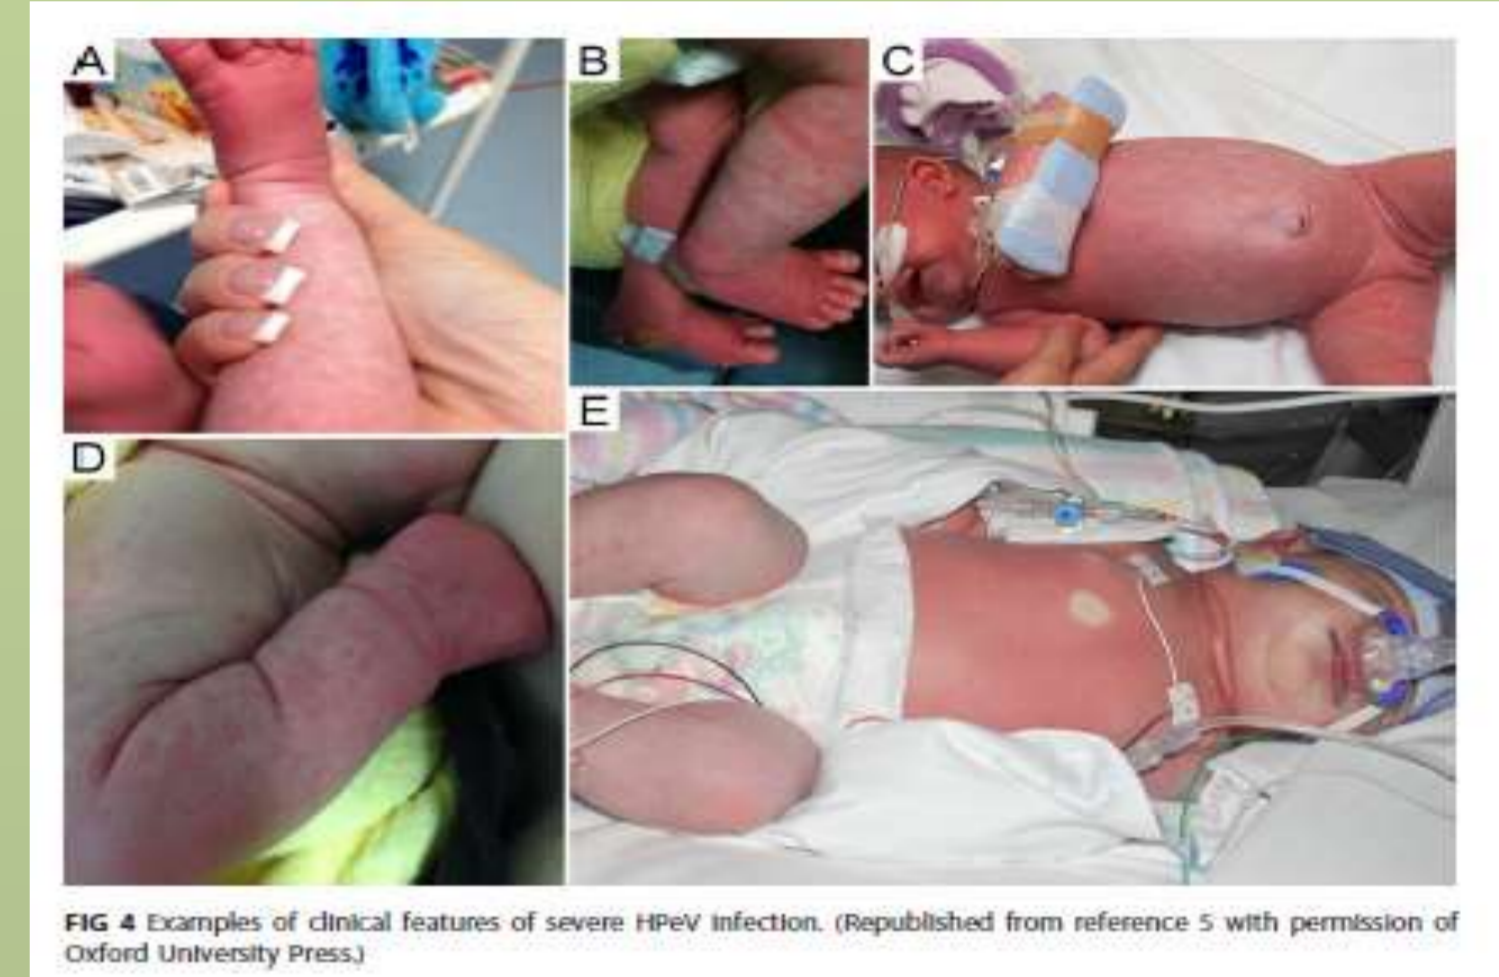 A
B
C
D
E
FIG 4 Examples of clinical features of severe HPeV infection. (Republished from reference 5 with permission of
Oxford University Press.)